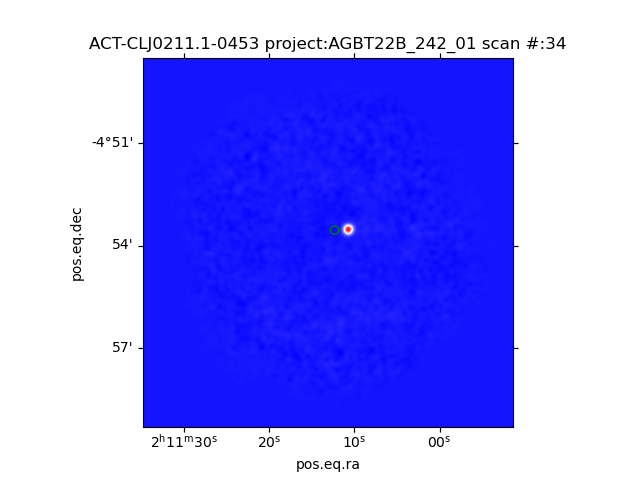 ACT-CLJ0211.1-0453 project:AGBT22B_242_01 scan #:34
-4°51'
54'
57'
pos.eq.dec
2ʰ11ᵐ30ˢ 20ˢ 10ˢ 00ˢ
pos.eq.ra